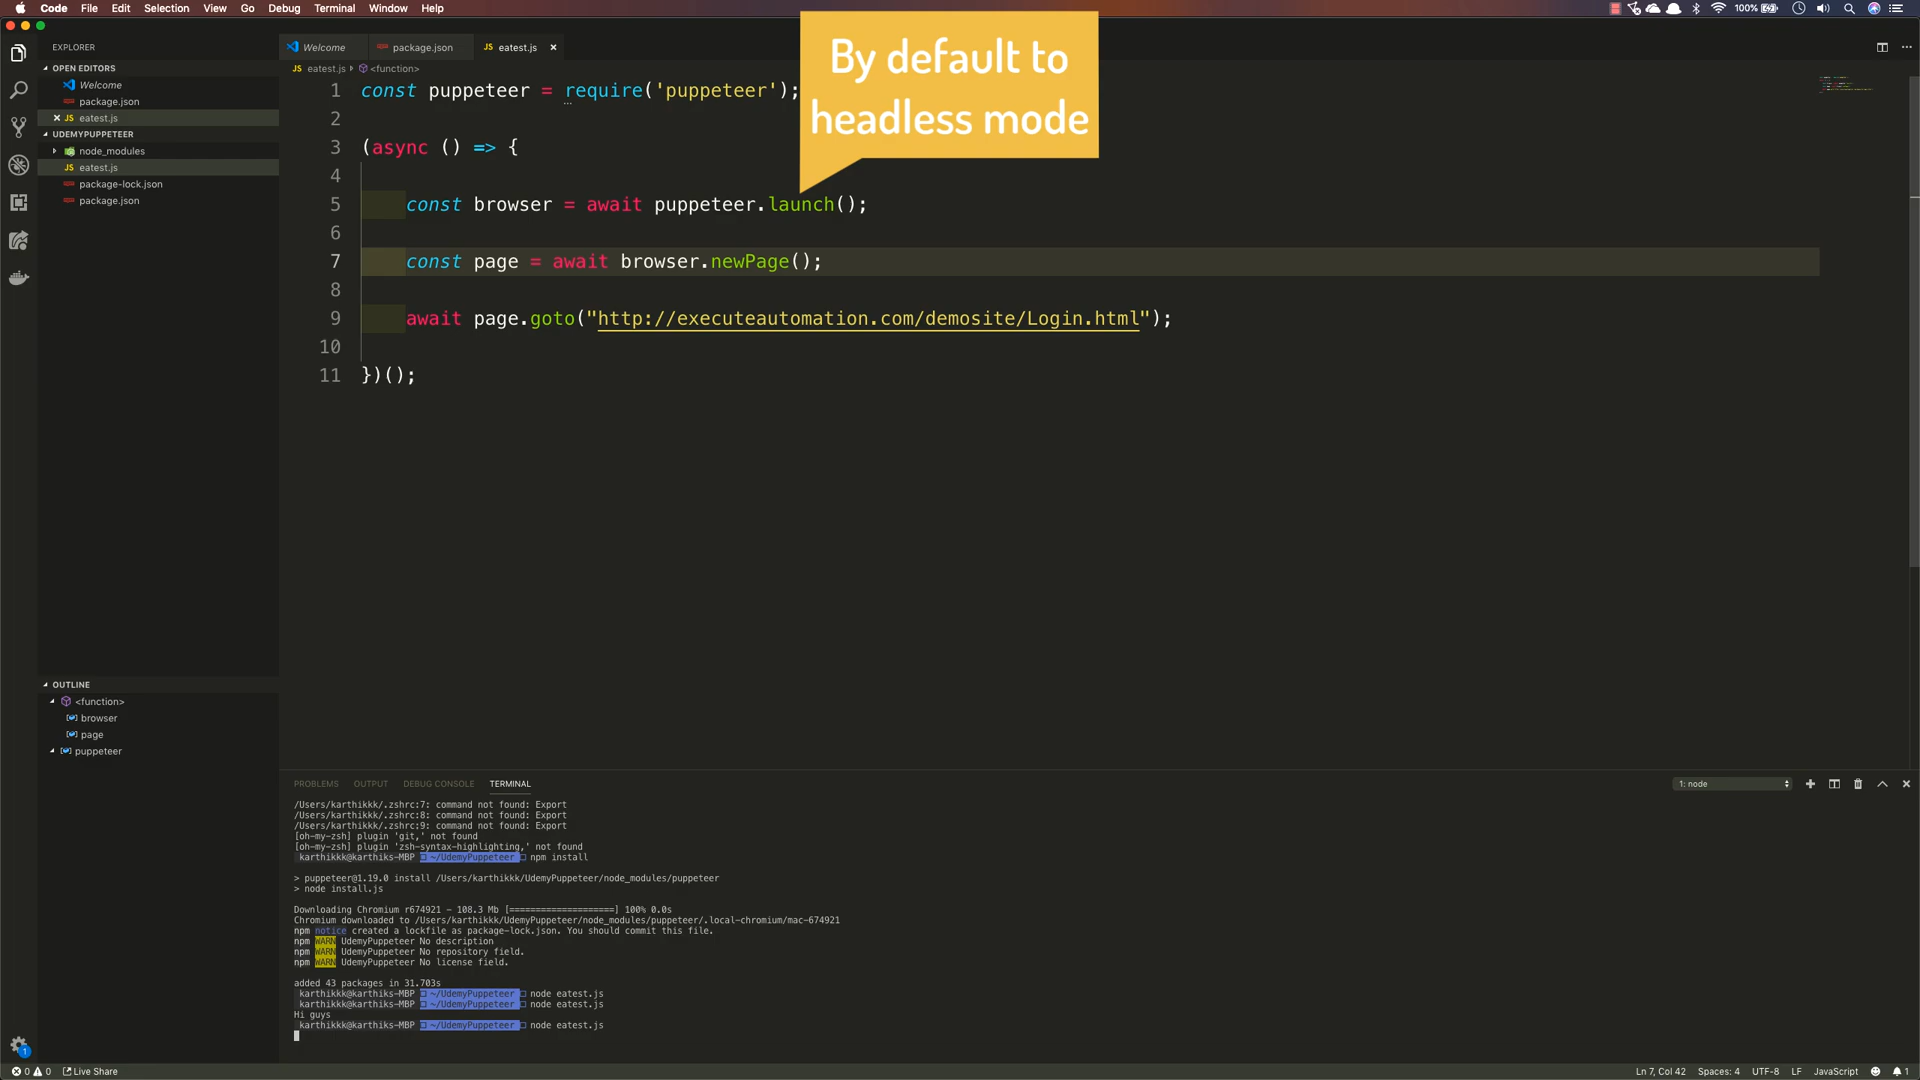 Code File Edit Selection View Go Debug Terminal Window Help
100%
EXPLORER
Welcome package.json JS eatest.js ×
By default to
headless mode
OPEN EDITORS
Welcome
package.json
× JS eatest.js
UDEMYPUPPETEER
node_modules
JS eatest.js
package-lock.json
package.json
JS eatest.js <function>
1 const puppeteer = require('puppeteer');
2
3 (async () => {
4
5 const browser = await puppeteer.launch();
6
7 const page = await browser.newPage();
8
9 await page.goto("http://executeautomation.com/demosite/Login.html");
10
11 })();
OUTLINE
<function>
browser
page
puppeteer
PROBLEMS OUTPUT DEBUG CONSOLE TERMINAL
1: node
/Users/karthikkk/.zshrc:7: command not found: Export
/Users/karthikkk/.zshrc:8: command not found: Export
/Users/karthikkk/.zshrc:9: command not found: Export
[oh-my-zsh] plugin 'git,' not found
[oh-my-zsh] plugin 'zsh-syntax-highlighting,' not found
karthikkk@karthiks-MBP ~/UdemyPuppeteer npm install
> puppeteer@1.19.0 install /Users/karthikkk/UdemyPuppeteer/node_modules/puppeteer
> node install.js
Downloading Chromium r674921 - 108.3 Mb [====================] 100% 0.0s
Chromium downloaded to /Users/karthikkk/UdemyPuppeteer/node_modules/puppeteer/.local-chromium/mac-674921
npm notice created a lockfile as package-lock.json. You should commit this file.
npm WARN UdemyPuppeteer No description
npm WARN UdemyPuppeteer No repository field.
npm WARN UdemyPuppeteer No license field.
added 43 packages in 31.703s
karthikkk@karthiks-MBP ~/UdemyPuppeteer node eatest.js
karthikkk@karthiks-MBP ~/UdemyPuppeteer node eatest.js
Hi guys
karthikkk@karthiks-MBP ~/UdemyPuppeteer node eatest.js
1
0 0 Live Share
Ln 7, Col 42 Spaces: 4 UTF-8 LF JavaScript 1